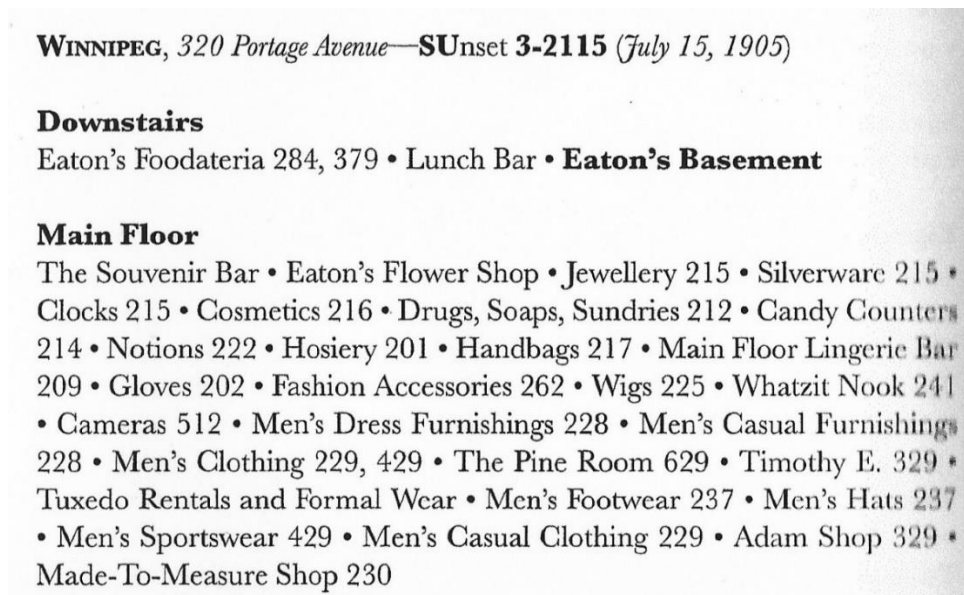 WINNIPEG, 320 Portage Avenue—SUnset 3-2115 (July 15, 1905)
Downstairs
Eaton's Foodateria 284, 379 • Lunch Bar • Eaton's Basement
Main Floor
The Souvenir Bar • Eaton's Flower Shop • Jewellery 215 • Silverware 215 •
Clocks 215 • Cosmetics 216 • Drugs, Soaps, Sundries 212 • Candy Counters
214 • Notions 222 • Hosiery 201 • Handbags 217 • Main Floor Lingerie Bar
209 • Gloves 202 • Fashion Accessories 262 • Wigs 225 • Whatzit Nook 241
• Cameras 512 • Men's Dress Furnishings 228 • Men's Casual Furnishings
228 • Men's Clothing 229, 429 • The Pine Room 629 • Timothy E. 329 •
Tuxedo Rentals and Formal Wear • Men's Footwear 237 • Men's Hats 237
• Men's Sportswear 429 • Men's Casual Clothing 229 • Adam Shop 329 •
Made-To-Measure Shop 230